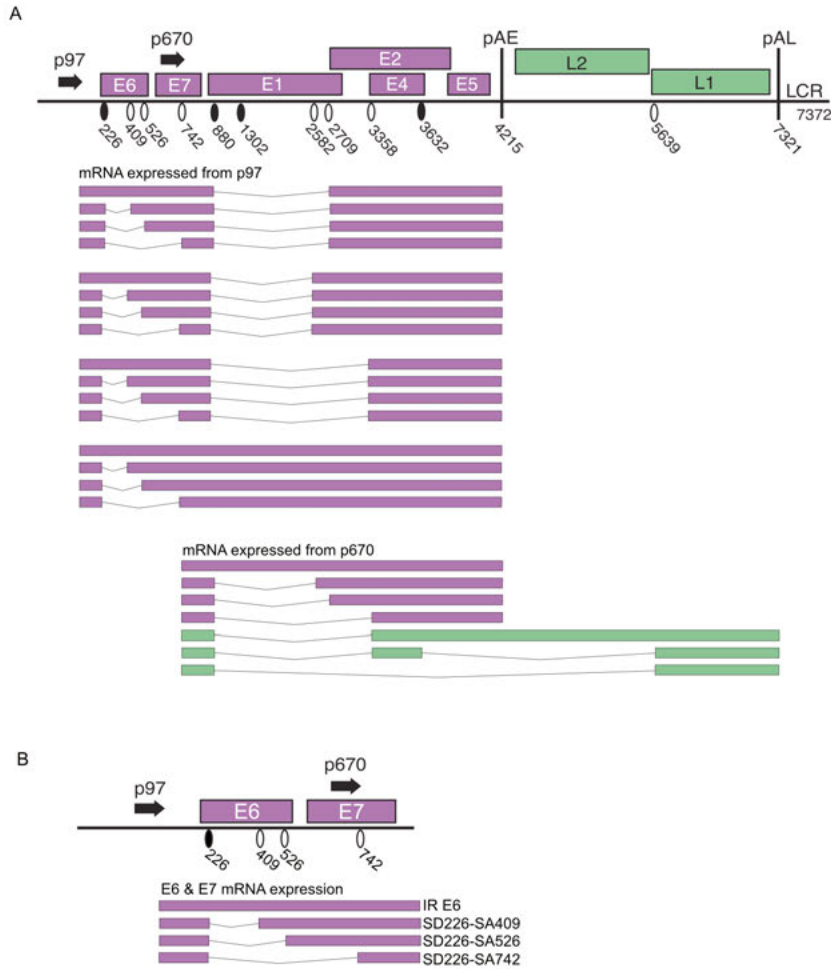 A
p97
p670
E6
E7
E1
E2
E4
E5
pAE
L2
L1
pAL
LCR
7372
226
409
526
742
880
1302
2582
2709
3358
3632
4215
5639
7321
mRNA expressed from p97
mRNA expressed from p670
B
p97
p670
E6
E7
226
409
526
742
E6 & E7 mRNA expression
IR E6
SD226-SA409
SD226-SA526
SD226-SA742